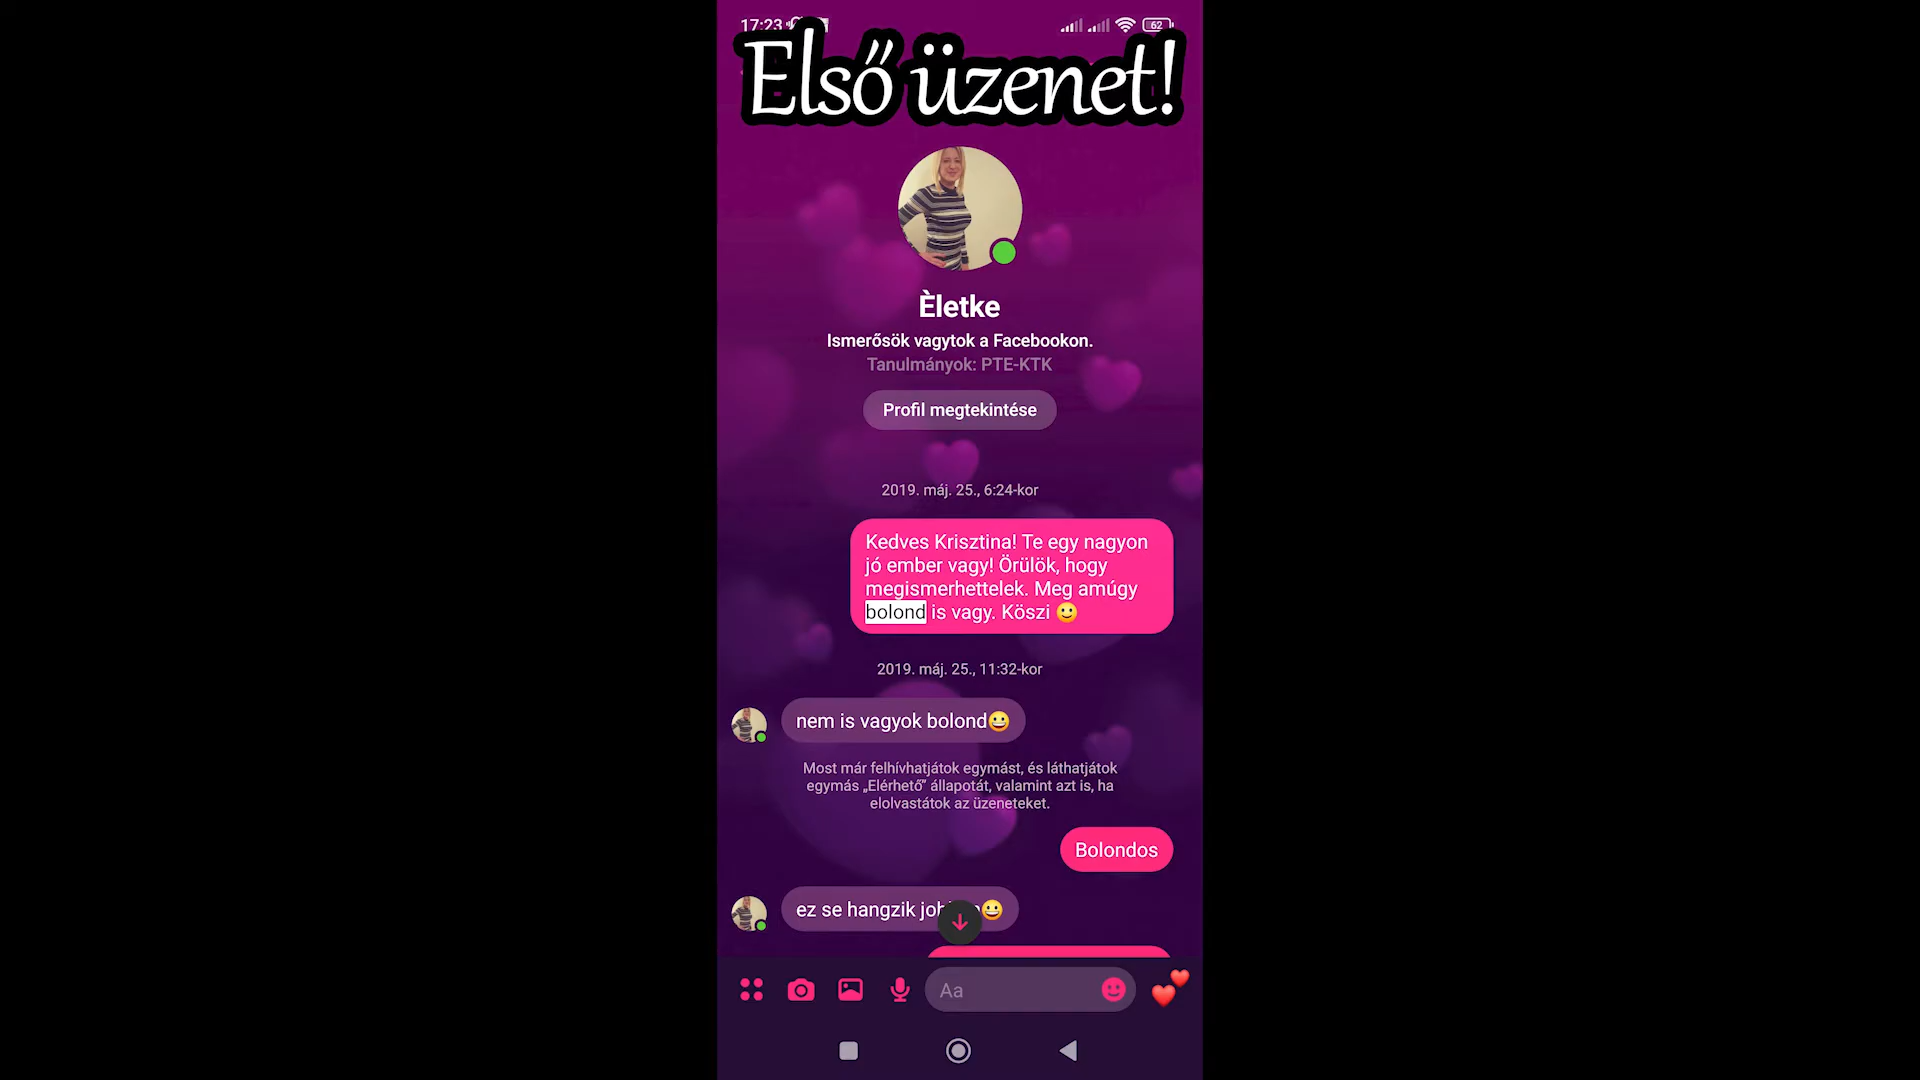 17:23
62
Első üzenet!
Èletke
Ismerősök vagytok a Facebookon.
Tanulmányok: PTE-KTK
Profil megtekintése
2019. máj. 25., 6:24-kor
Kedves Krisztina! Te egy nagyon
jó ember vagy! Örülök, hogy
megismerhettelek. Meg amúgy
bolond is vagy. Köszi
2019. máj. 25., 11:32-kor
nem is vagyok bolond
Most már felhívhatjátok egymást, és láthatjátok
egymás „Elérhető” állapotát, valamint azt is, ha
elolvastátok az üzeneteket.
Bolondos
ez se hangzik
Aa